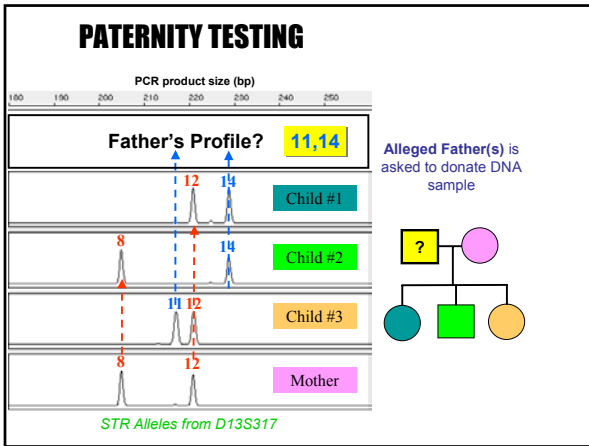 PATERNITY TESTING
PCR product size (bp)
180 190 200 210 220 230 240 250
Father's Profile? 11,14
Alleged Father(s) is
asked to donate DNA
sample
12 14
Child #1
8 14
Child #2
?
11 12
Child #3
8 12
Mother
STR Alleles from D13S317